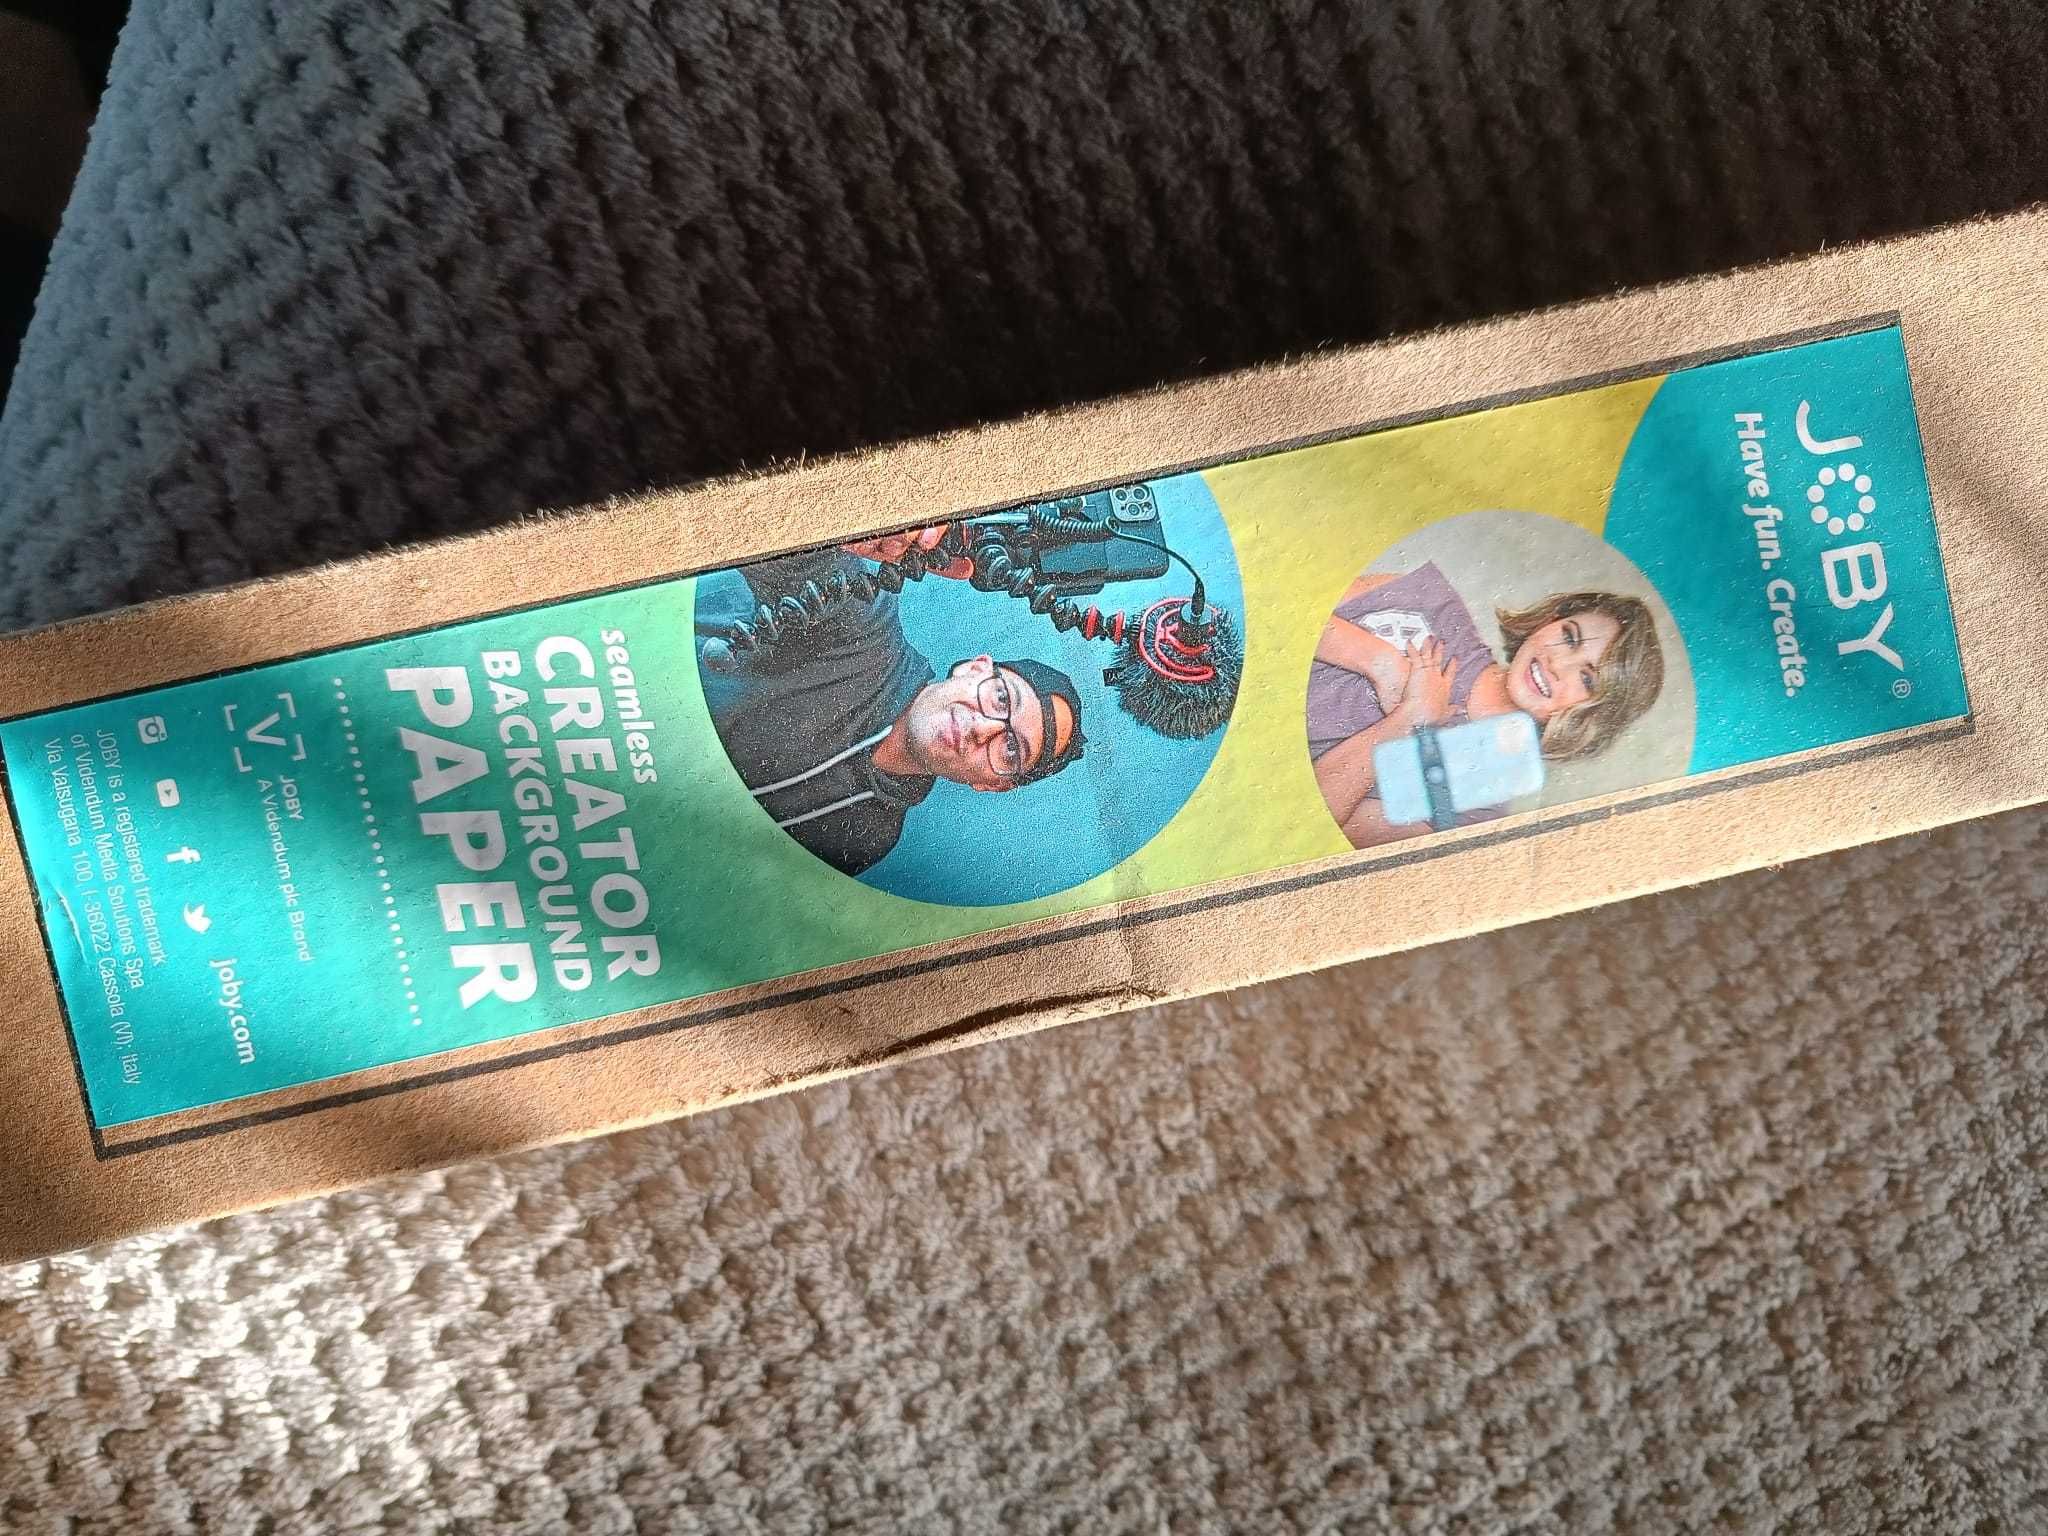 JOBY®
Have fun. Create.
seamless
CREATOR
BACKGROUND
PAPER
V
JOBY
A Videndum plc Brand
joby.com
JOBY is a registered trademark
of Videndum Media Solutions Spa
Via Valsugana 100, I-36022 Cassola (VI); Italy